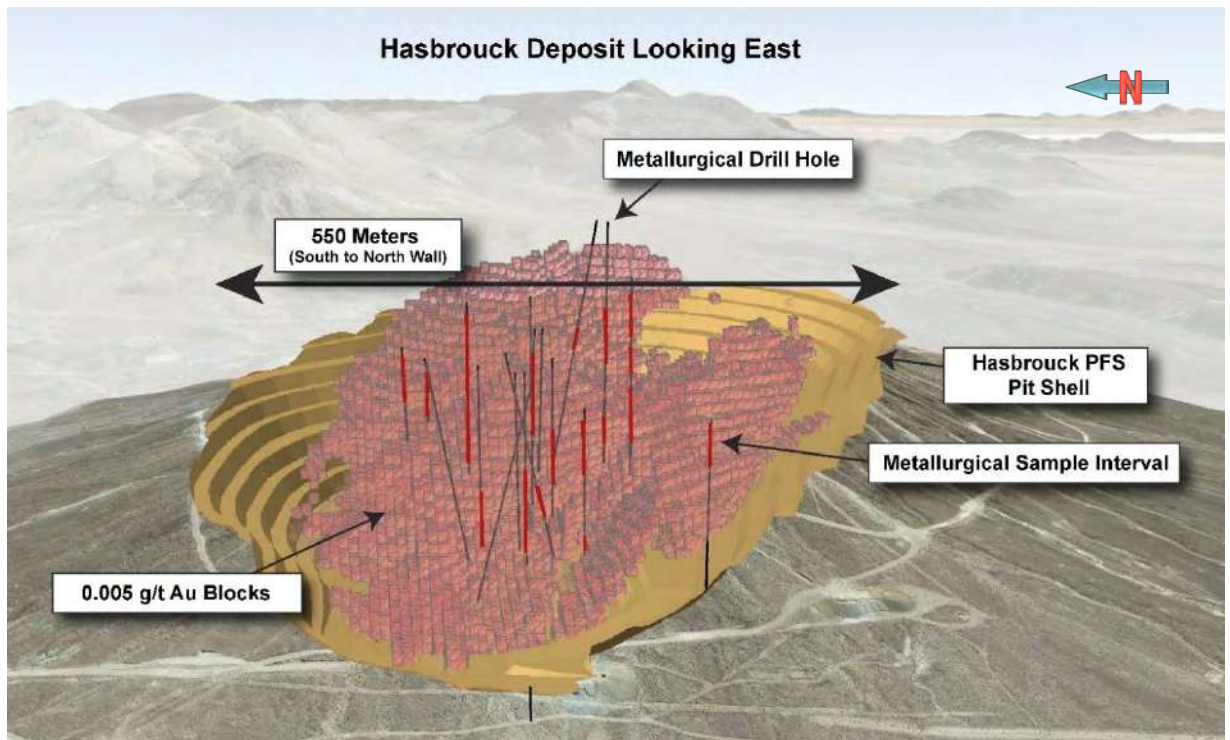 Hasbrouck Deposit Looking East
N
Metallurgical Drill Hole
550 Meters
(South to North Wall)
Hasbrouck PFS
Pit Shell
Metallurgical Sample Interval
0.005 g/t Au Blocks